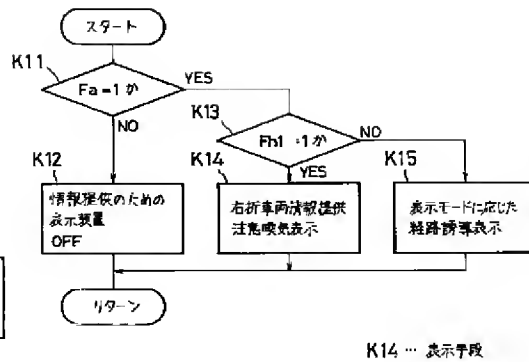 スタート
K11
Fa=1か
YES
NO
K13
Fh1 =1か
NO
YES
K12
情報提供のための
表示装置
OFF
K14
右折車両情報提供
注意喚気表示
K15
表示モードに応じた
経路誘導表示
リターン
K14 … 表示手段